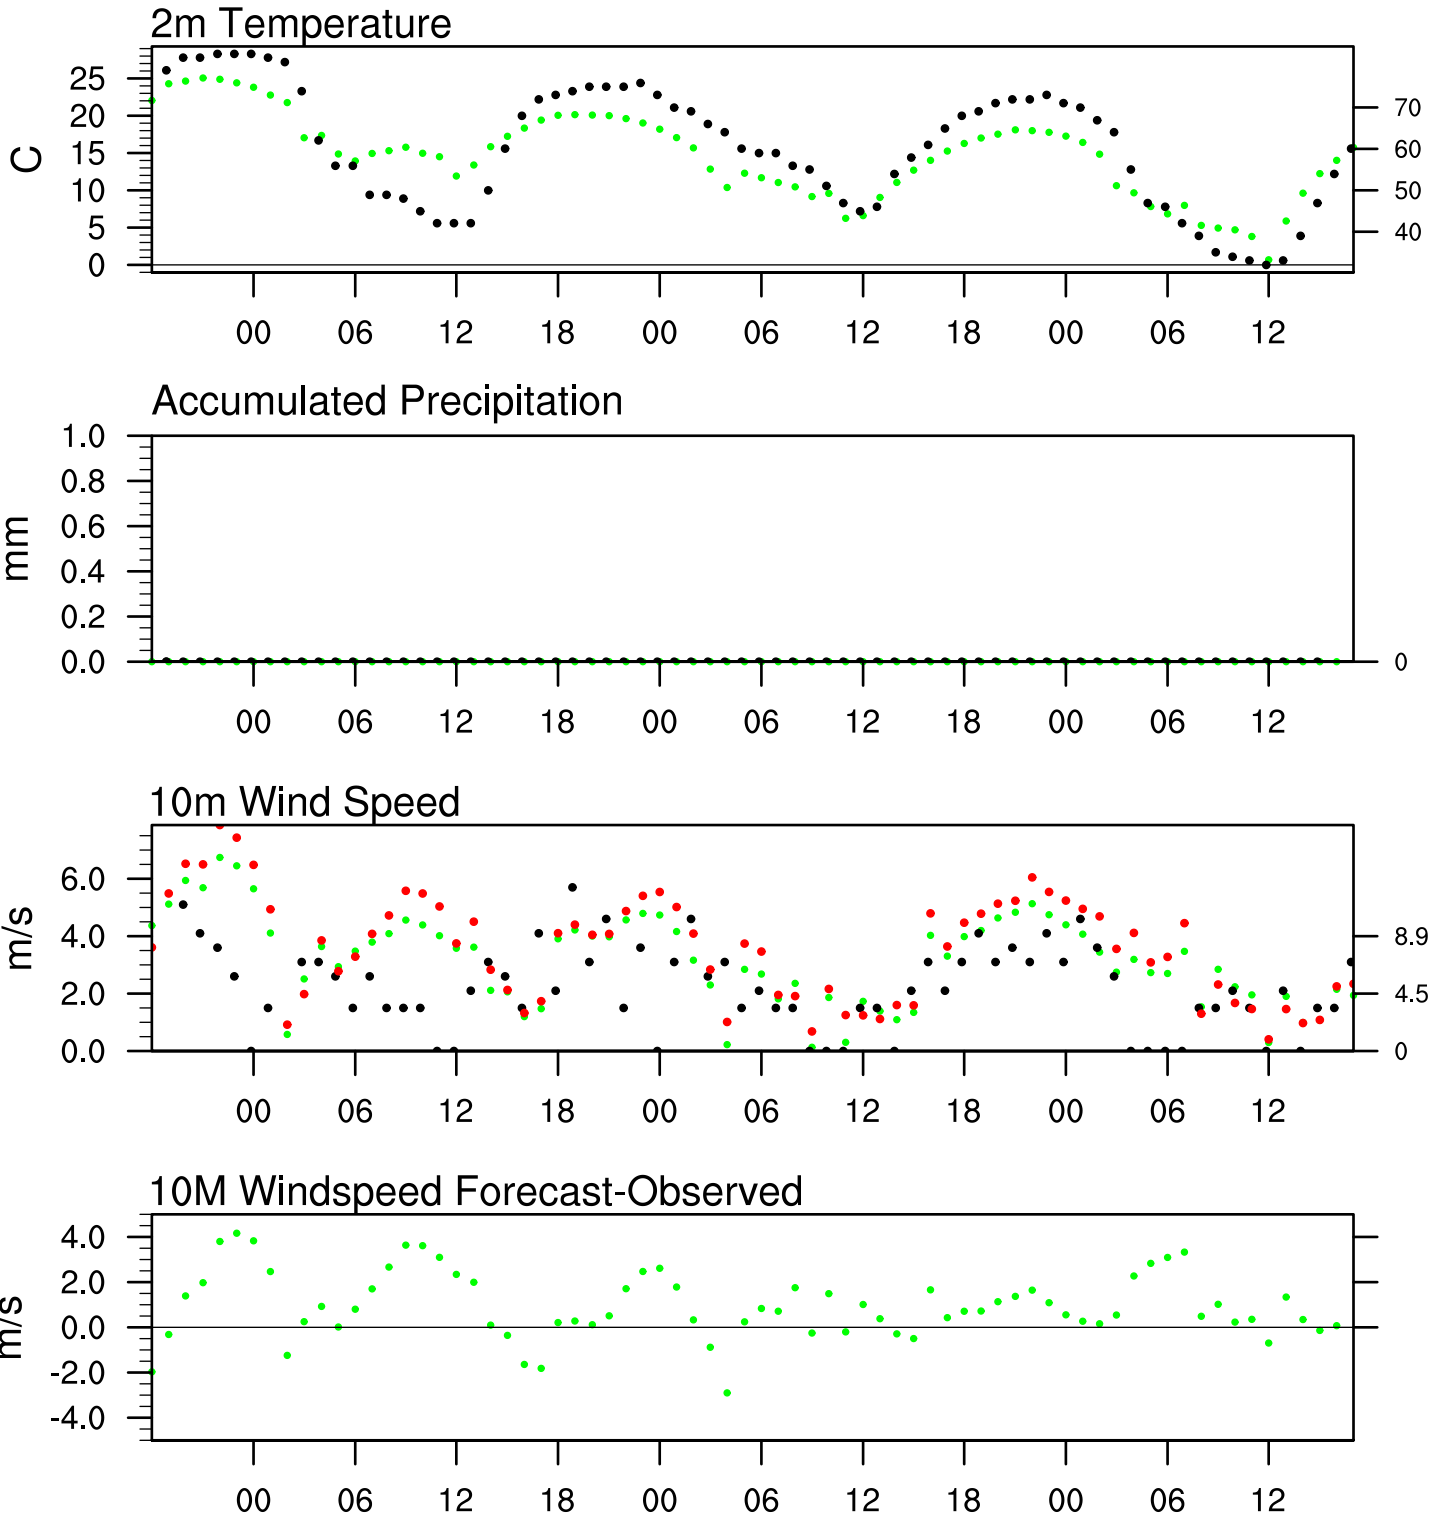 2m Temperature
25
20
15
10
5
0
C
70
60
50
40
00 06 12 18 00 06 12 18 00 06 12
Accumulated Precipitation
1.0
0.8
0.6
0.4
0.2
0.0
mm
0
00 06 12 18 00 06 12 18 00 06 12
10m Wind Speed
6.0
4.0
2.0
0.0
m/s
8.9
4.5
0
00 06 12 18 00 06 12 18 00 06 12
10M Windspeed Forecast-Observed
4.0
2.0
0.0
-2.0
-4.0
m/s
00 06 12 18 00 06 12 18 00 06 12